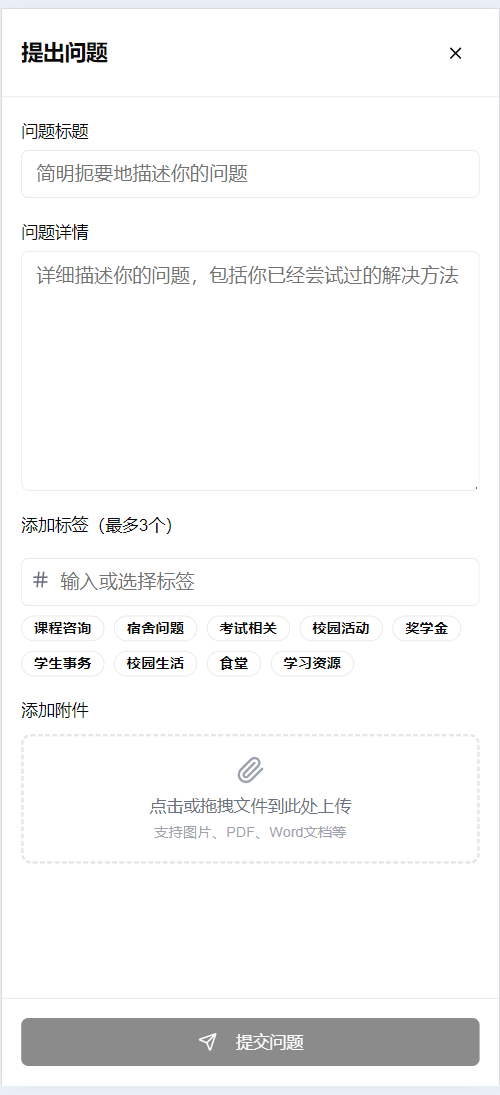 提出问题
问题标题
简明扼要地描述你的问题
问题详情
详细描述你的问题，包括你已经尝试过的解决方法
添加标签（最多3个）
# 输入或选择标签
课程咨询 宿舍问题 考试相关 校园活动 奖学金
学生事务 校园生活 食堂 学习资源
添加附件
点击或拖拽文件到此处上传
支持图片、PDF、Word文档等
提交问题